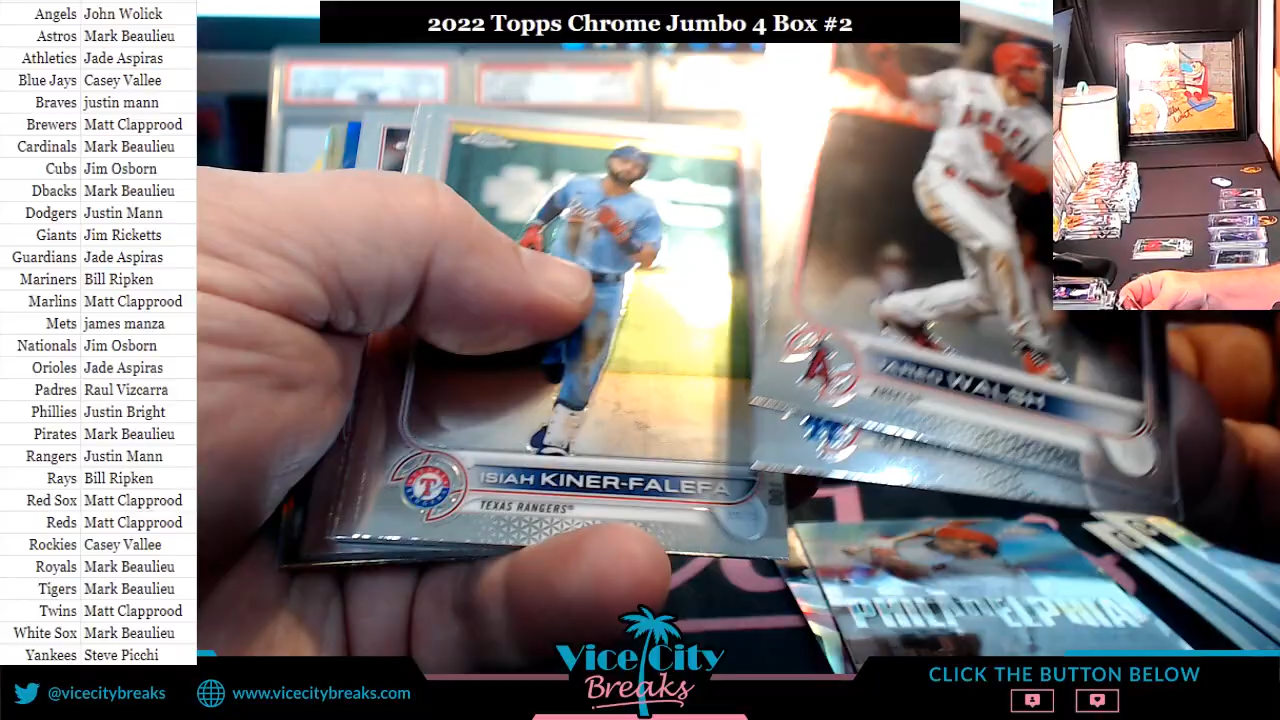 2022 Topps Chrome Jumbo 4 Box #2
Angels John Wolick
Astros Mark Beaulieu
Athletics Jade Aspiras
Blue Jays Casey Vallee
Braves justin mann
Brewers Matt Clapprood
Cardinals Mark Beaulieu
Cubs Jim Osborn
Dbacks Mark Beaulieu
Dodgers Justin Mann
Giants Jim Ricketts
Guardians Jade Aspiras
Mariners Bill Ripken
Marlins Matt Clapprood
Mets james manza
Nationals Jim Osborn
Orioles Jade Aspiras
Padres Raul Vizcarra
Phillies Justin Bright
Pirates Mark Beaulieu
Rangers Justin Mann
Rays Bill Ripken
Red Sox Matt Clapprood
Reds Matt Clapprood
Rockies Casey Vallee
Royals Mark Beaulieu
Tigers Mark Beaulieu
Twins Matt Clapprood
White Sox Mark Beaulieu
Yankees Steve Picchi
ANGELS
JARED WALSH
ANGELS
ISIAH KINER-FALEFA
TEXAS RANGERS
PHILADELPHIA
Vice City
Breaks
@vicecitybreaks
www.vicecitybreaks.com
CLICK THE BUTTON BELOW